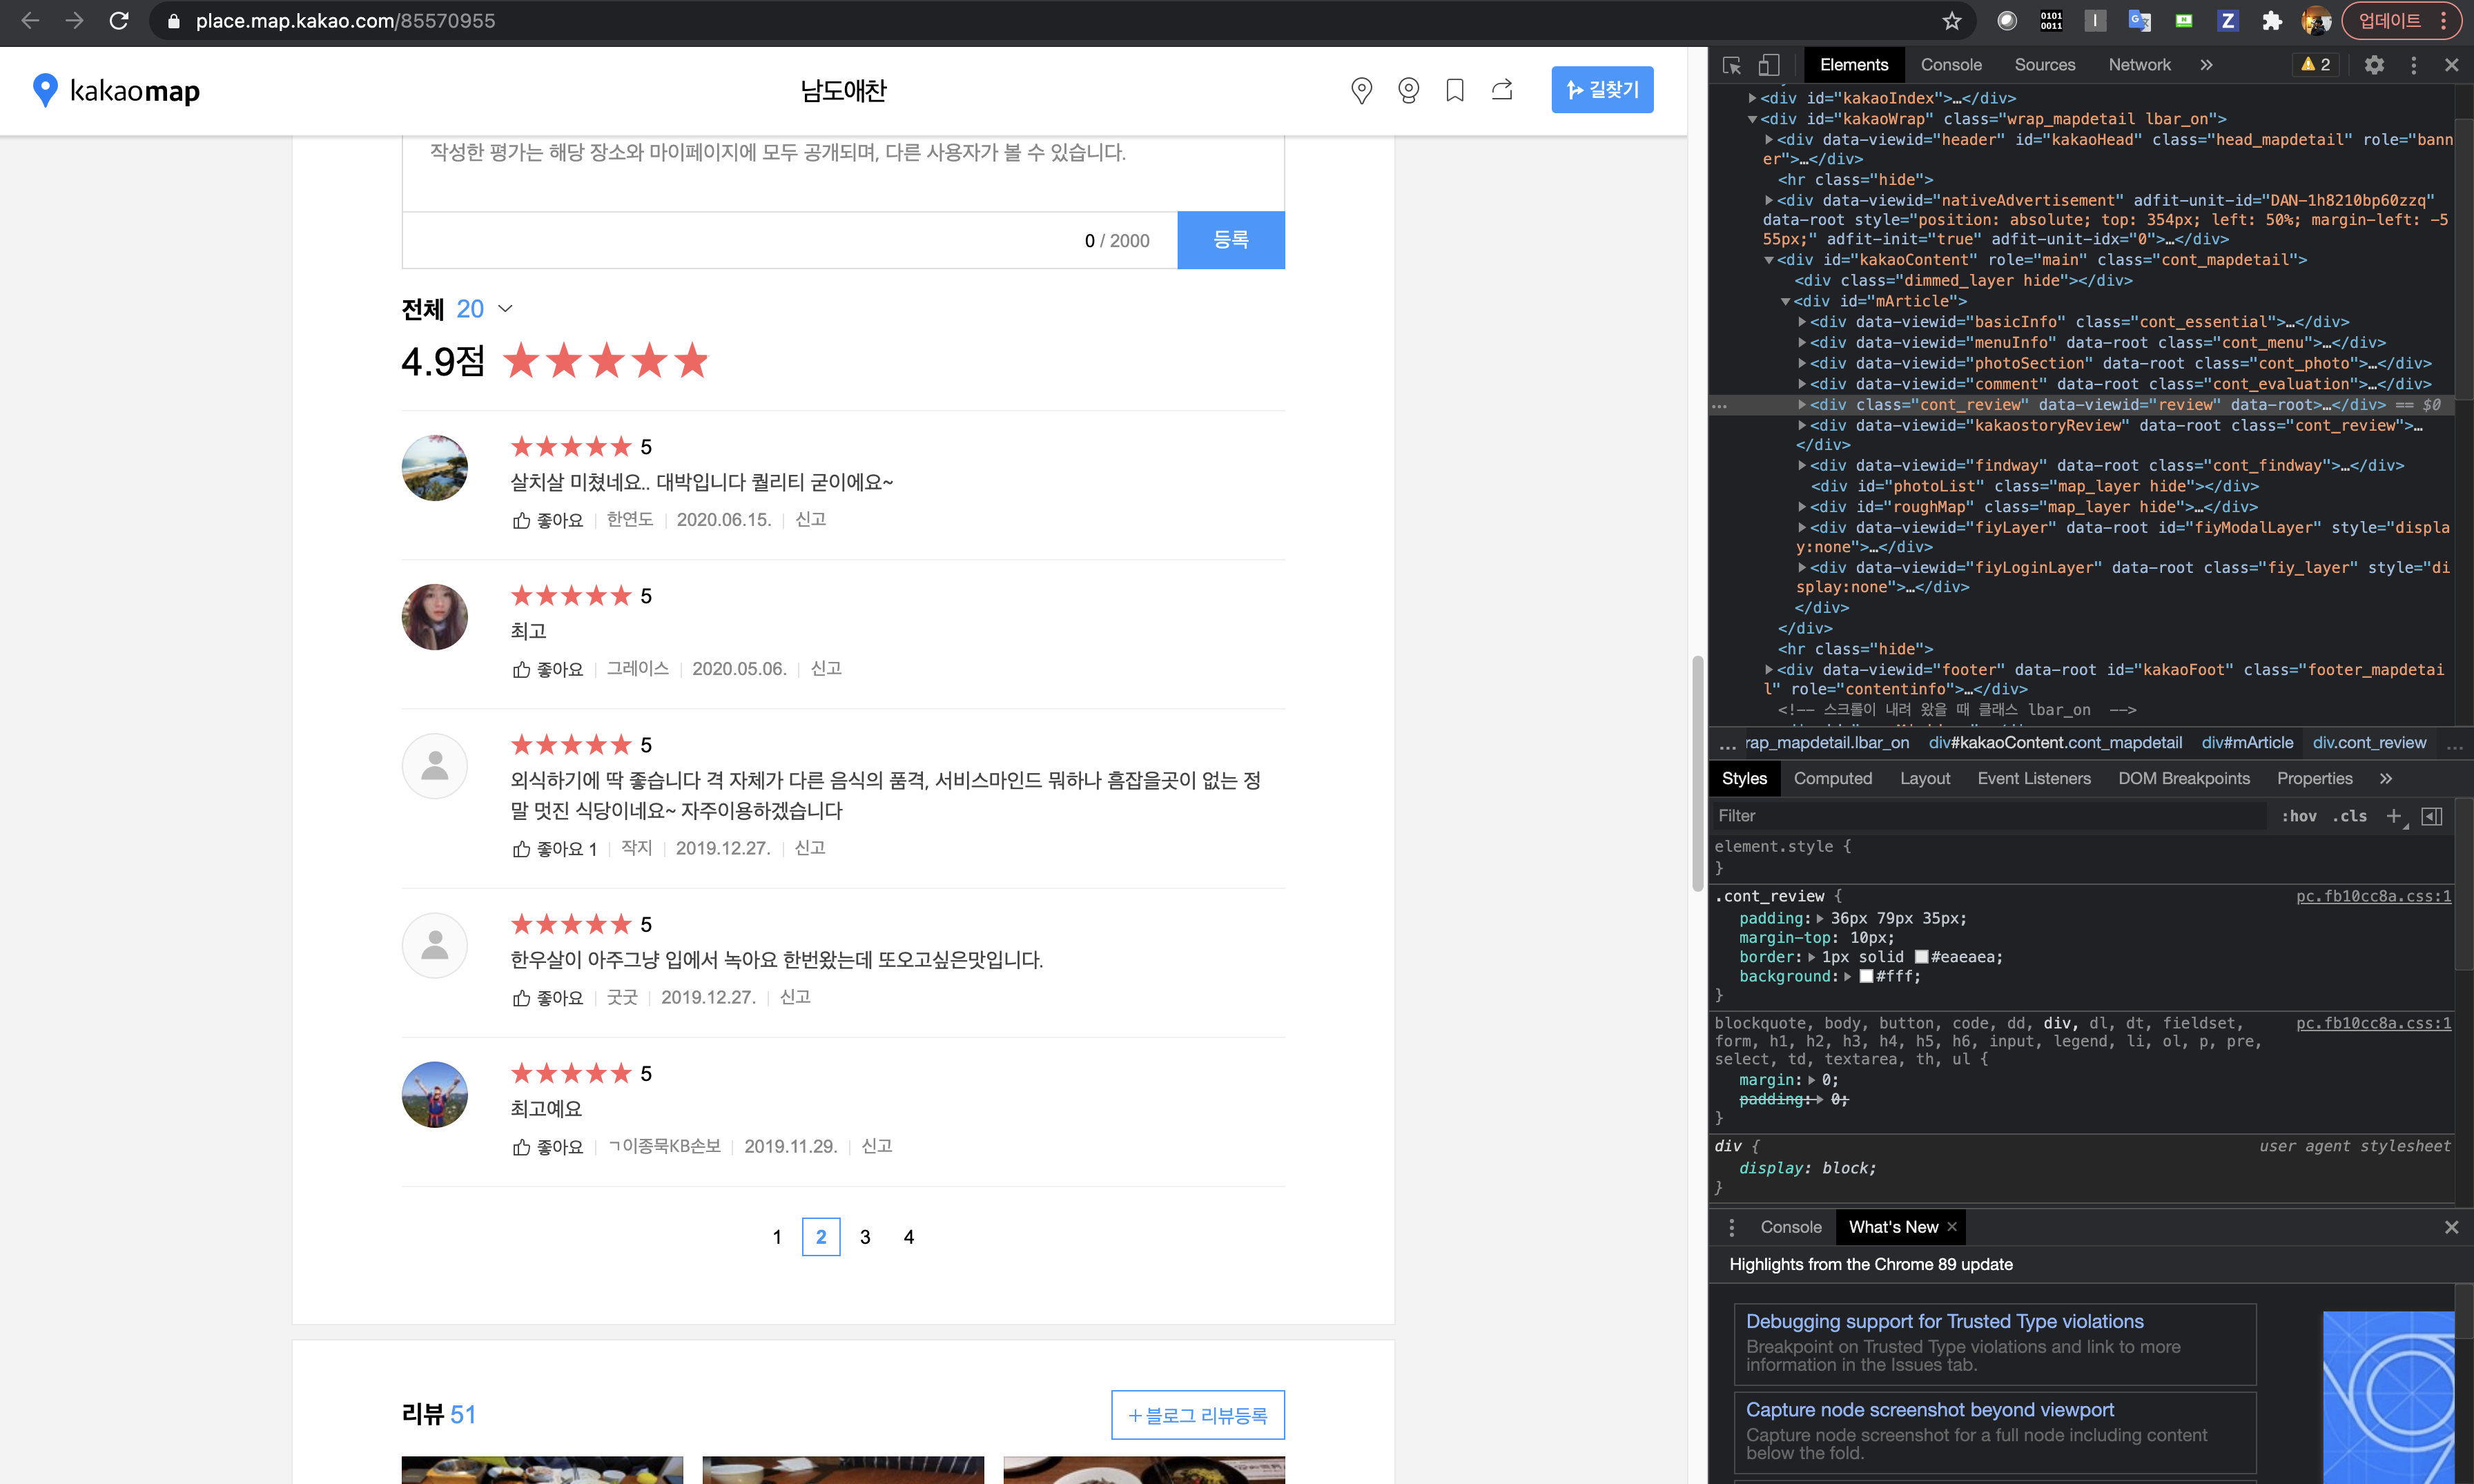 place.map.kakao.com/85570955
0101
0011
업데이트
kakaomap
남도애찬
길찾기
작성한 평가는 해당 장소와 마이페이지에 모두 공개되며, 다른 사용자가 볼 수 있습니다.
0 / 2000
등록
전체 20
4.9점
5
살치살 미쳤네요.. 대박입니다 퀄리티 굳이에요~
좋아요 한연도 2020.06.15. 신고
5
최고
좋아요 그레이스 2020.05.06. 신고
5
외식하기에 딱 좋습니다 격 자체가 다른 음식의 품격, 서비스마인드 뭐하나 흠잡을곳이 없는 정
말 멋진 식당이네요~ 자주이용하겠습니다
좋아요 1 작지 2019.12.27. 신고
5
한우살이 아주그냥 입에서 녹아요 한번왔는데 또오고싶은맛입니다.
좋아요 굿굿 2019.12.27. 신고
5
최고예요
좋아요 ㄱ이종묵KB손보 2019.11.29. 신고
1 2 3 4
리뷰 51
+ 블로그 리뷰등록
Elements Console Sources Network » 2
<div id="kakaoIndex">…</div>
<div id="kakaoWrap" class="wrap_mapdetail lbar_on">
<div data-viewid="header" id="kakaoHead" class="head_mapdetail" role="bann
er">…</div>
<hr class="hide">
<div data-viewid="nativeAdvertisement" adfit-unit-id="DAN-1h8210bp60zzq"
data-root style="position: absolute; top: 354px; left: 50%; margin-left: -5
55px;" adfit-init="true" adfit-unit-idx="0">…</div>
<div id="kakaoContent" role="main" class="cont_mapdetail">
<div class="dimmed_layer hide"></div>
<div id="mArticle">
<div data-viewid="basicInfo" class="cont_essential">…</div>
<div data-viewid="menuInfo" data-root class="cont_menu">…</div>
<div data-viewid="photoSection" data-root class="cont_photo">…</div>
<div data-viewid="comment" data-root class="cont_evaluation">…</div>
<div class="cont_review" data-viewid="review" data-root>…</div> == $0
<div data-viewid="kakaostoryReview" data-root class="cont_review">…
</div>
<div data-viewid="findway" data-root class="cont_findway">…</div>
<div id="photoList" class="map_layer hide"></div>
<div id="roughMap" class="map_layer hide">…</div>
<div data-viewid="fiyLayer" data-root id="fiyModalLayer" style="displa
y:none">…</div>
<div data-viewid="fiyLoginLayer" data-root class="fiy_layer" style="di
splay:none">…</div>
</div>
</div>
<hr class="hide">
<div data-viewid="footer" data-root id="kakaoFoot" class="footer_mapdetai
l" role="contentinfo">…</div>
<!-- 스크롤이 내려 왔을 때 클래스 lbar_on -->
… rap_mapdetail.lbar_on div#kakaoContent.cont_mapdetail div#mArticle div.cont_review …
Styles Computed Layout Event Listeners DOM Breakpoints Properties »
Filter :hov .cls +
element.style {
}
.cont_review { pc.fb10cc8a.css:1
padding: 36px 79px 35px;
margin-top: 10px;
border: 1px solid #eaeaea;
background: #fff;
}
blockquote, body, button, code, dd, div, dl, dt, fieldset, pc.fb10cc8a.css:1
form, h1, h2, h3, h4, h5, h6, input, legend, li, ol, p, pre,
select, td, textarea, th, ul {
margin: 0;
padding: 0;
}
div { user agent stylesheet
display: block;
}
Console What's New
Highlights from the Chrome 89 update
Debugging support for Trusted Type violations
Breakpoint on Trusted Type violations and link to more
information in the Issues tab.
Capture node screenshot beyond viewport
Capture node screenshot for a full node including content
below the fold.